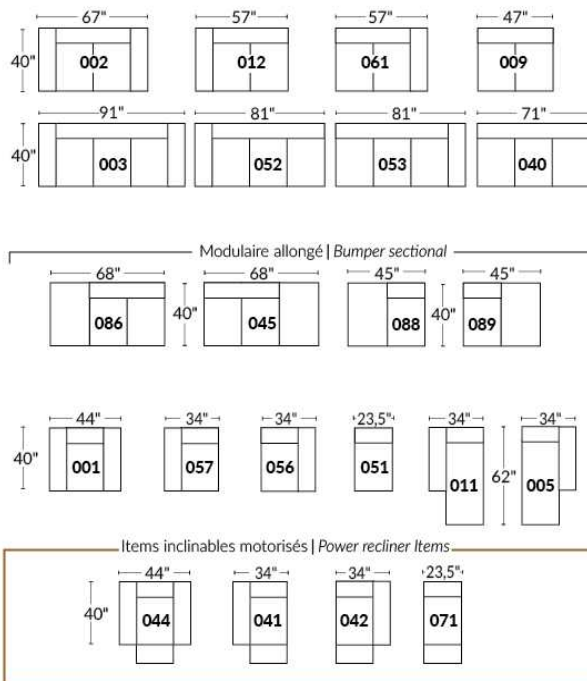 67" 57" 57" 47"
40" 002 012 061 009
91" 81" 81" 71"
40" 003 052 053 040
Modulaire allongé | Bumper sectional
68" 68" 45" 45"
086 40" 045 088 40" 089
44" 34" 34" 23,5" 34" 34"
40" 001 057 056 051 011 62" 005
Items inclinables motorisés | Power recliner Items
44" 34" 34" 23,5"
40" 044 041 042 071